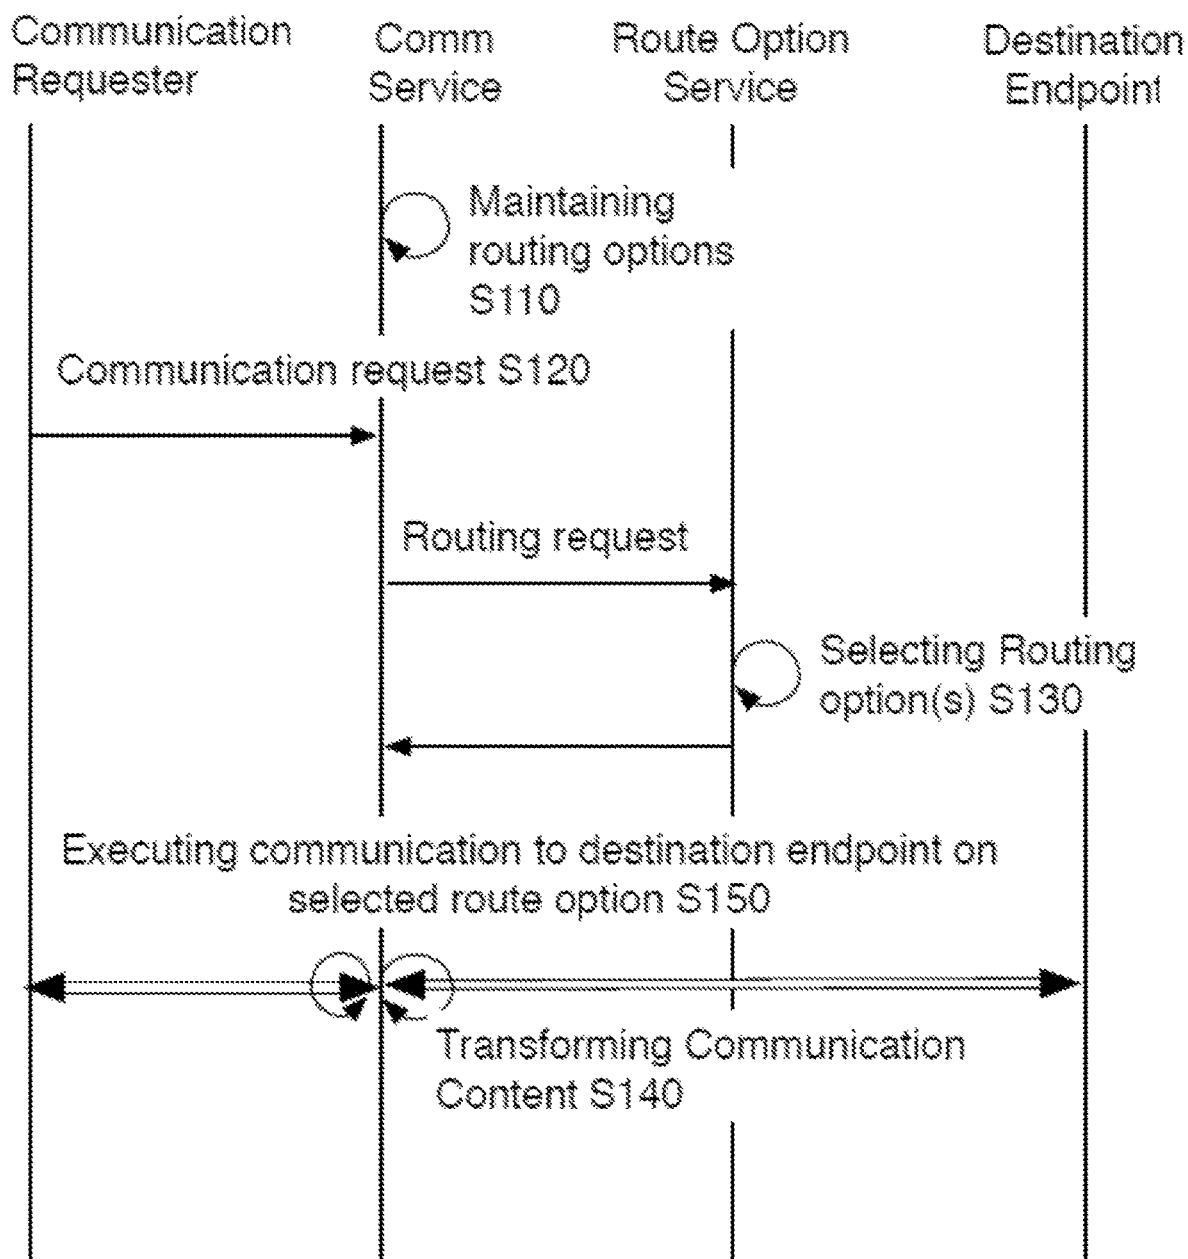 Communication
Requester
Comm
Service
Route Option
Service
Destination
Endpoint
Maintaining
routing options
S110
Communication request S120
Routing request
Selecting Routing
option(s) S130
Executing communication to destination endpoint on
selected route option S150
Transforming Communication
Content S140